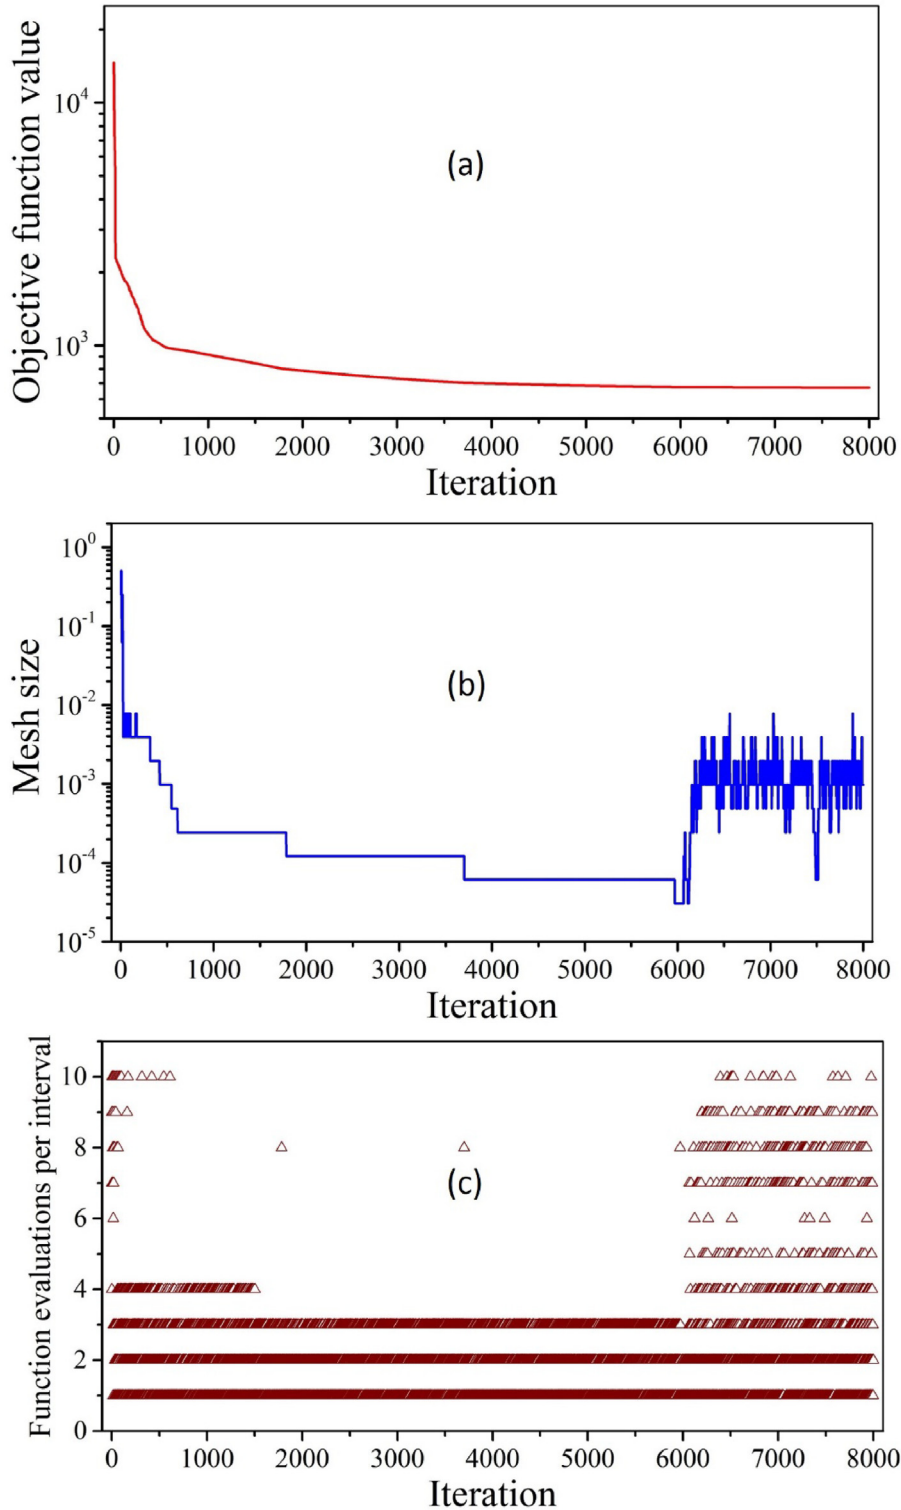 Objective function value
10^4
10^3
(a)
0 1000 2000 3000 4000 5000 6000 7000 8000
Iteration
Mesh size
10^0
10^-1
10^-2
10^-3
10^-4
10^-5
(b)
0 1000 2000 3000 4000 5000 6000 7000 8000
Iteration
Function evaluations per interval
10
8
6
4
2
0
(c)
0 1000 2000 3000 4000 5000 6000 7000 8000
Iteration